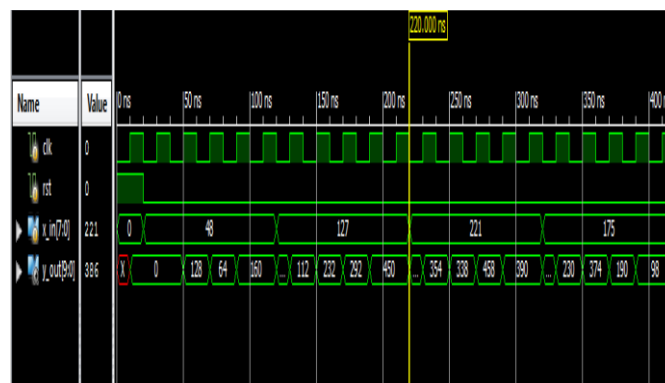 220.000 ns
Name Value 0 ns 50 ns 100 ns 150 ns 200 ns 250 ns 300 ns 350 ns 400
clk 0
rst 0
x_in[7:0] 221 0 48 127 221 175
y_out[9:0] 386 X 0 128 64 160 ... 112 232 292 450 ... 354 338 458 390 ... 230 374 190 98